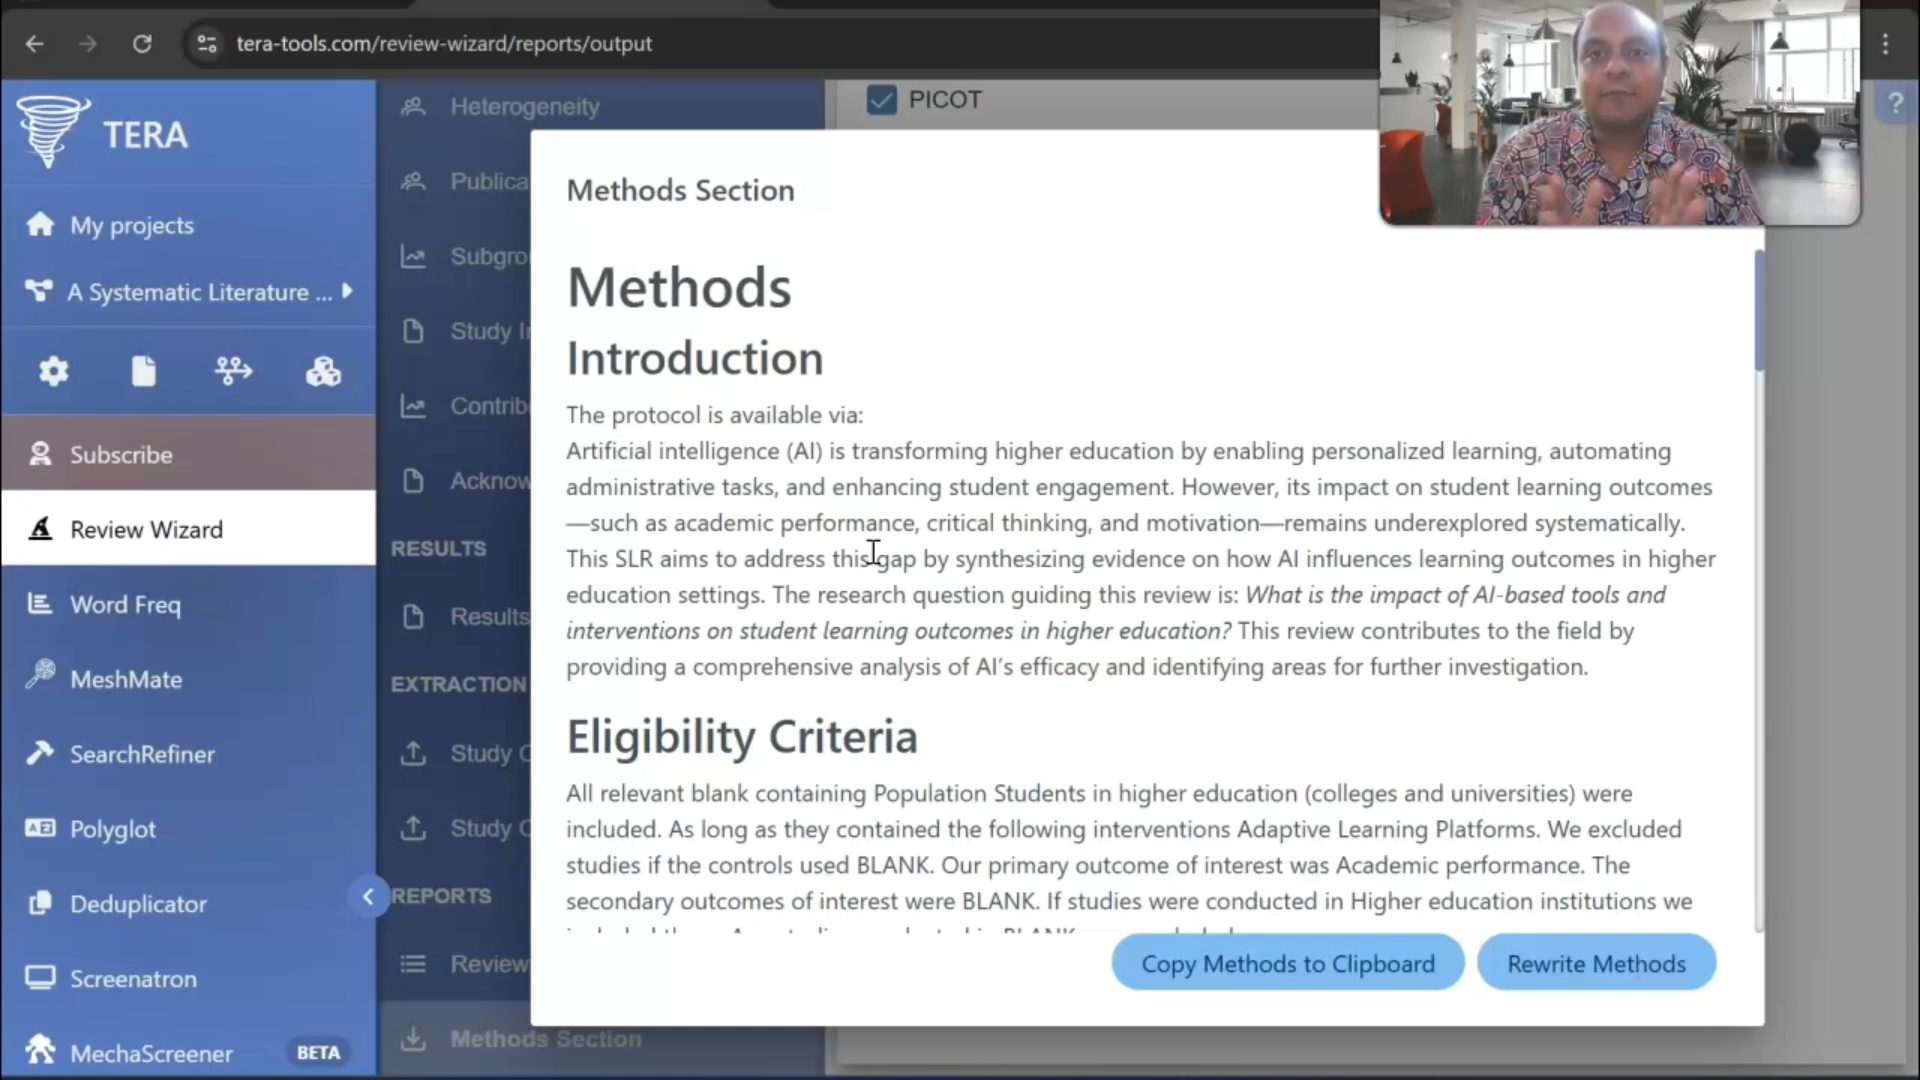 tera-tools.com/review-wizard/reports/output
TERA
My projects
A Systematic Literature ...
Subscribe
Review Wizard
Word Freq
MeshMate
SearchRefiner
Polyglot
Deduplicator
Screenatron
MechaScreener BETA
Heterogeneity
Publica
Subgro
Study I
Contrib
Acknow
RESULTS
Results
EXTRACTION
Study C
Study C
REPORTS
Review
Methods Section
PICOT
?
Methods Section
Methods
Introduction
The protocol is available via:
Artificial intelligence (AI) is transforming higher education by enabling personalized learning, automating
administrative tasks, and enhancing student engagement. However, its impact on student learning outcomes
—such as academic performance, critical thinking, and motivation—remains underexplored systematically.
This SLR aims to address this gap by synthesizing evidence on how AI influences learning outcomes in higher
education settings. The research question guiding this review is: What is the impact of AI-based tools and
interventions on student learning outcomes in higher education? This review contributes to the field by
providing a comprehensive analysis of AI's efficacy and identifying areas for further investigation.
Eligibility Criteria
All relevant blank containing Population Students in higher education (colleges and universities) were
included. As long as they contained the following interventions Adaptive Learning Platforms. We excluded
studies if the controls used BLANK. Our primary outcome of interest was Academic performance. The
secondary outcomes of interest were BLANK. If studies were conducted in Higher education institutions we
Copy Methods to Clipboard
Rewrite Methods